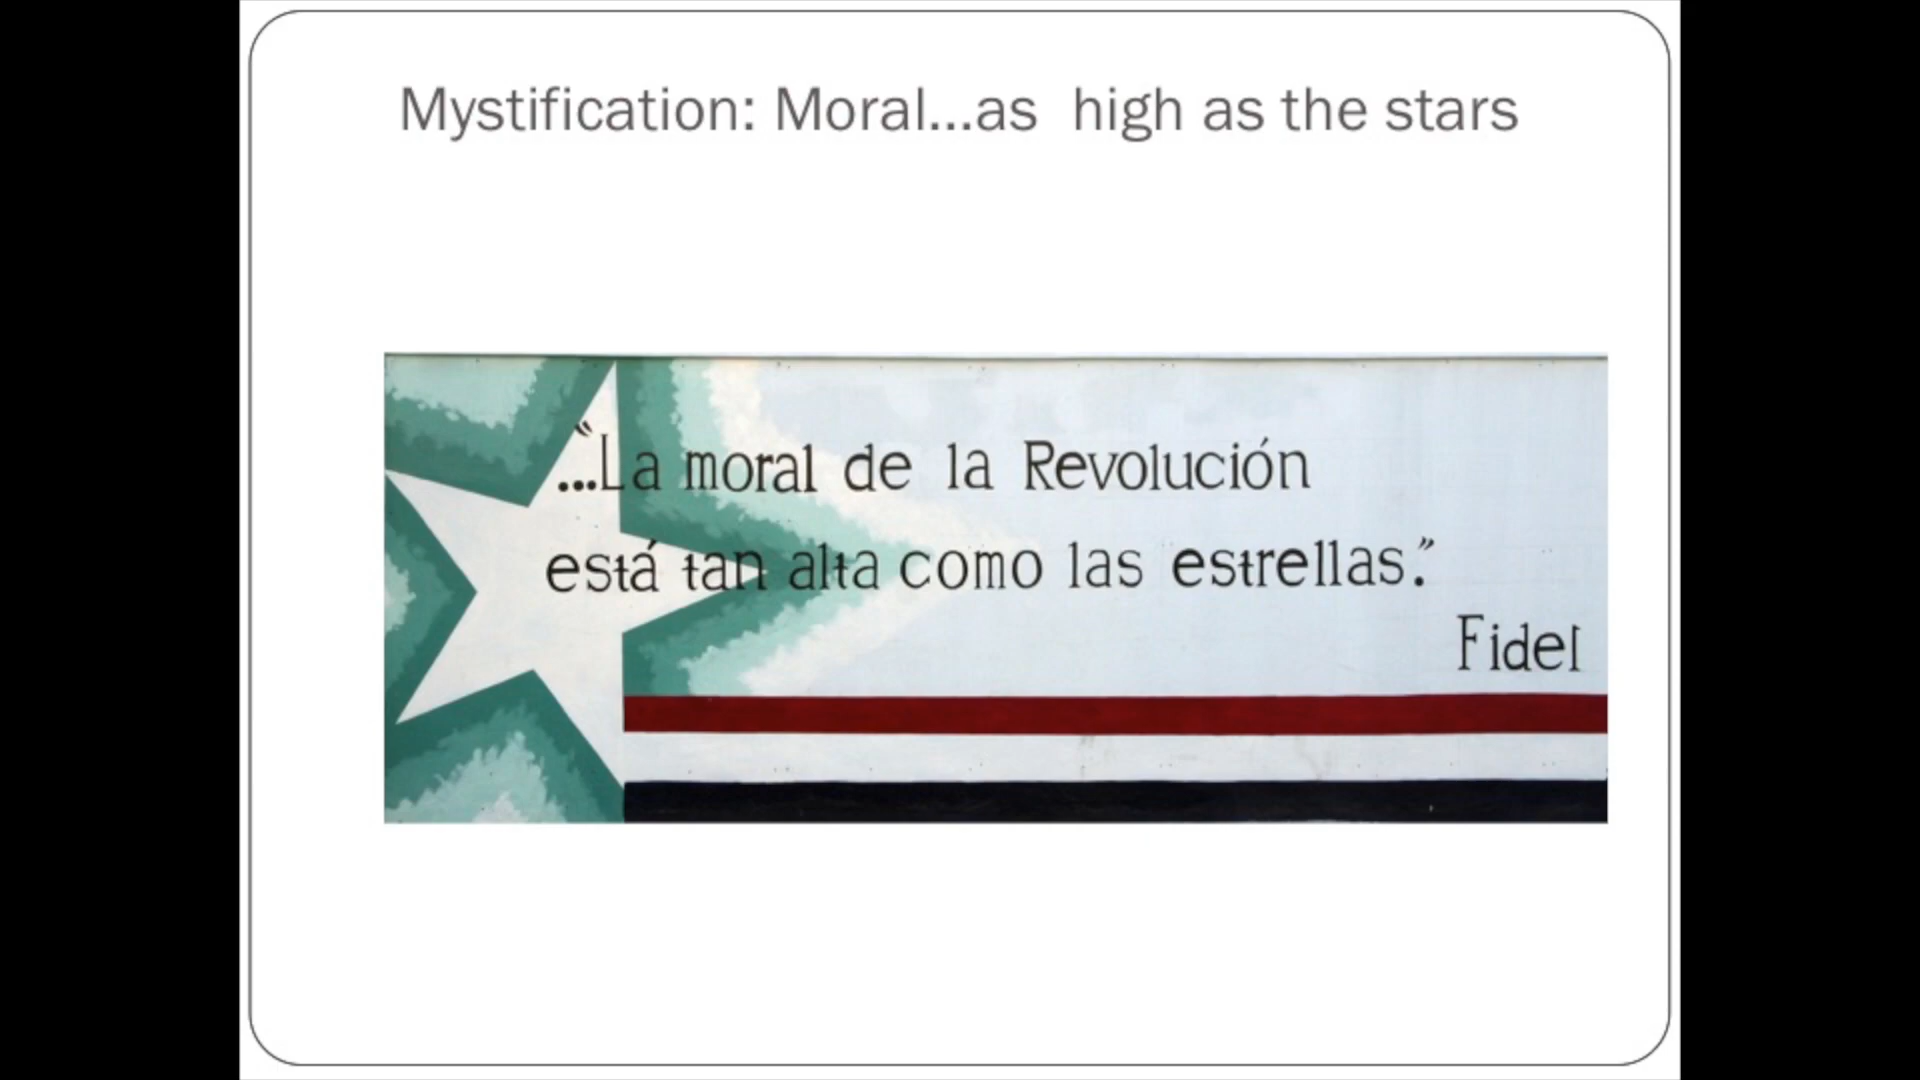 Mystification: Moral...as high as the stars
“...La moral de la Revolución
está tan alta como las estrellas.”
Fidel